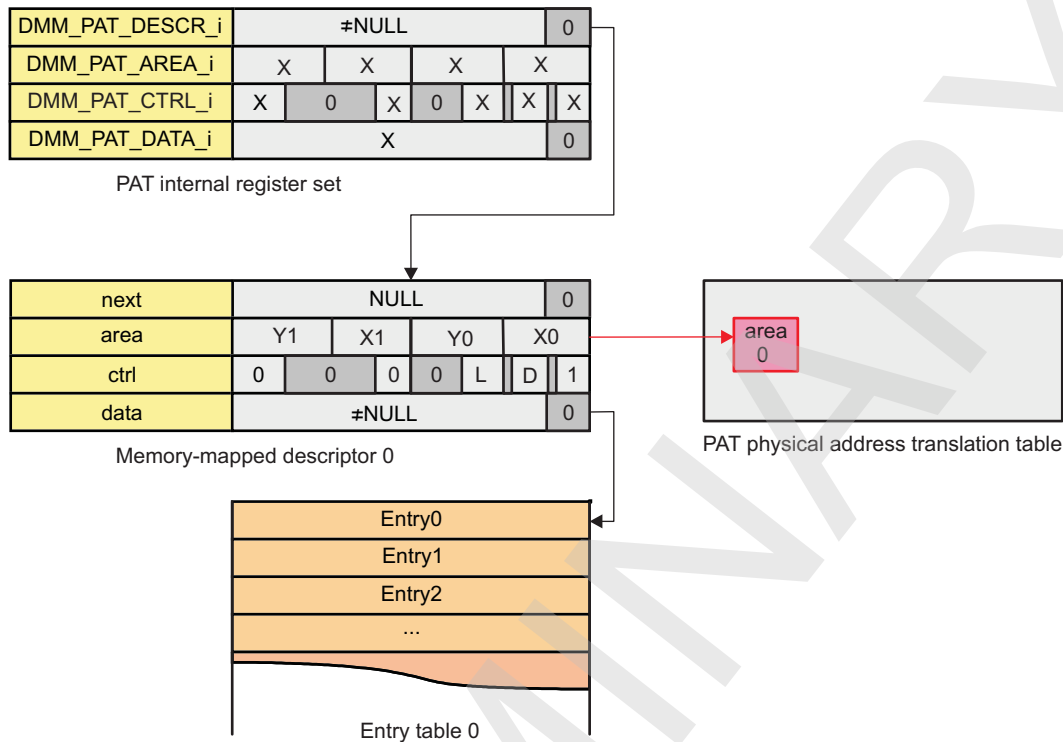 DMM_PAT_DESCR_i ≠NULL 0
DMM_PAT_AREA_i X X X X
DMM_PAT_CTRL_i X 0 X 0 X X X
DMM_PAT_DATA_i X 0
PAT internal register set
next NULL 0
area Y1 X1 Y0 X0
ctrl 0 0 0 0 L D 1
data ≠NULL 0
Memory-mapped descriptor 0
area
0
PAT physical address translation table
Entry0
Entry1
Entry2
...
Entry table 0